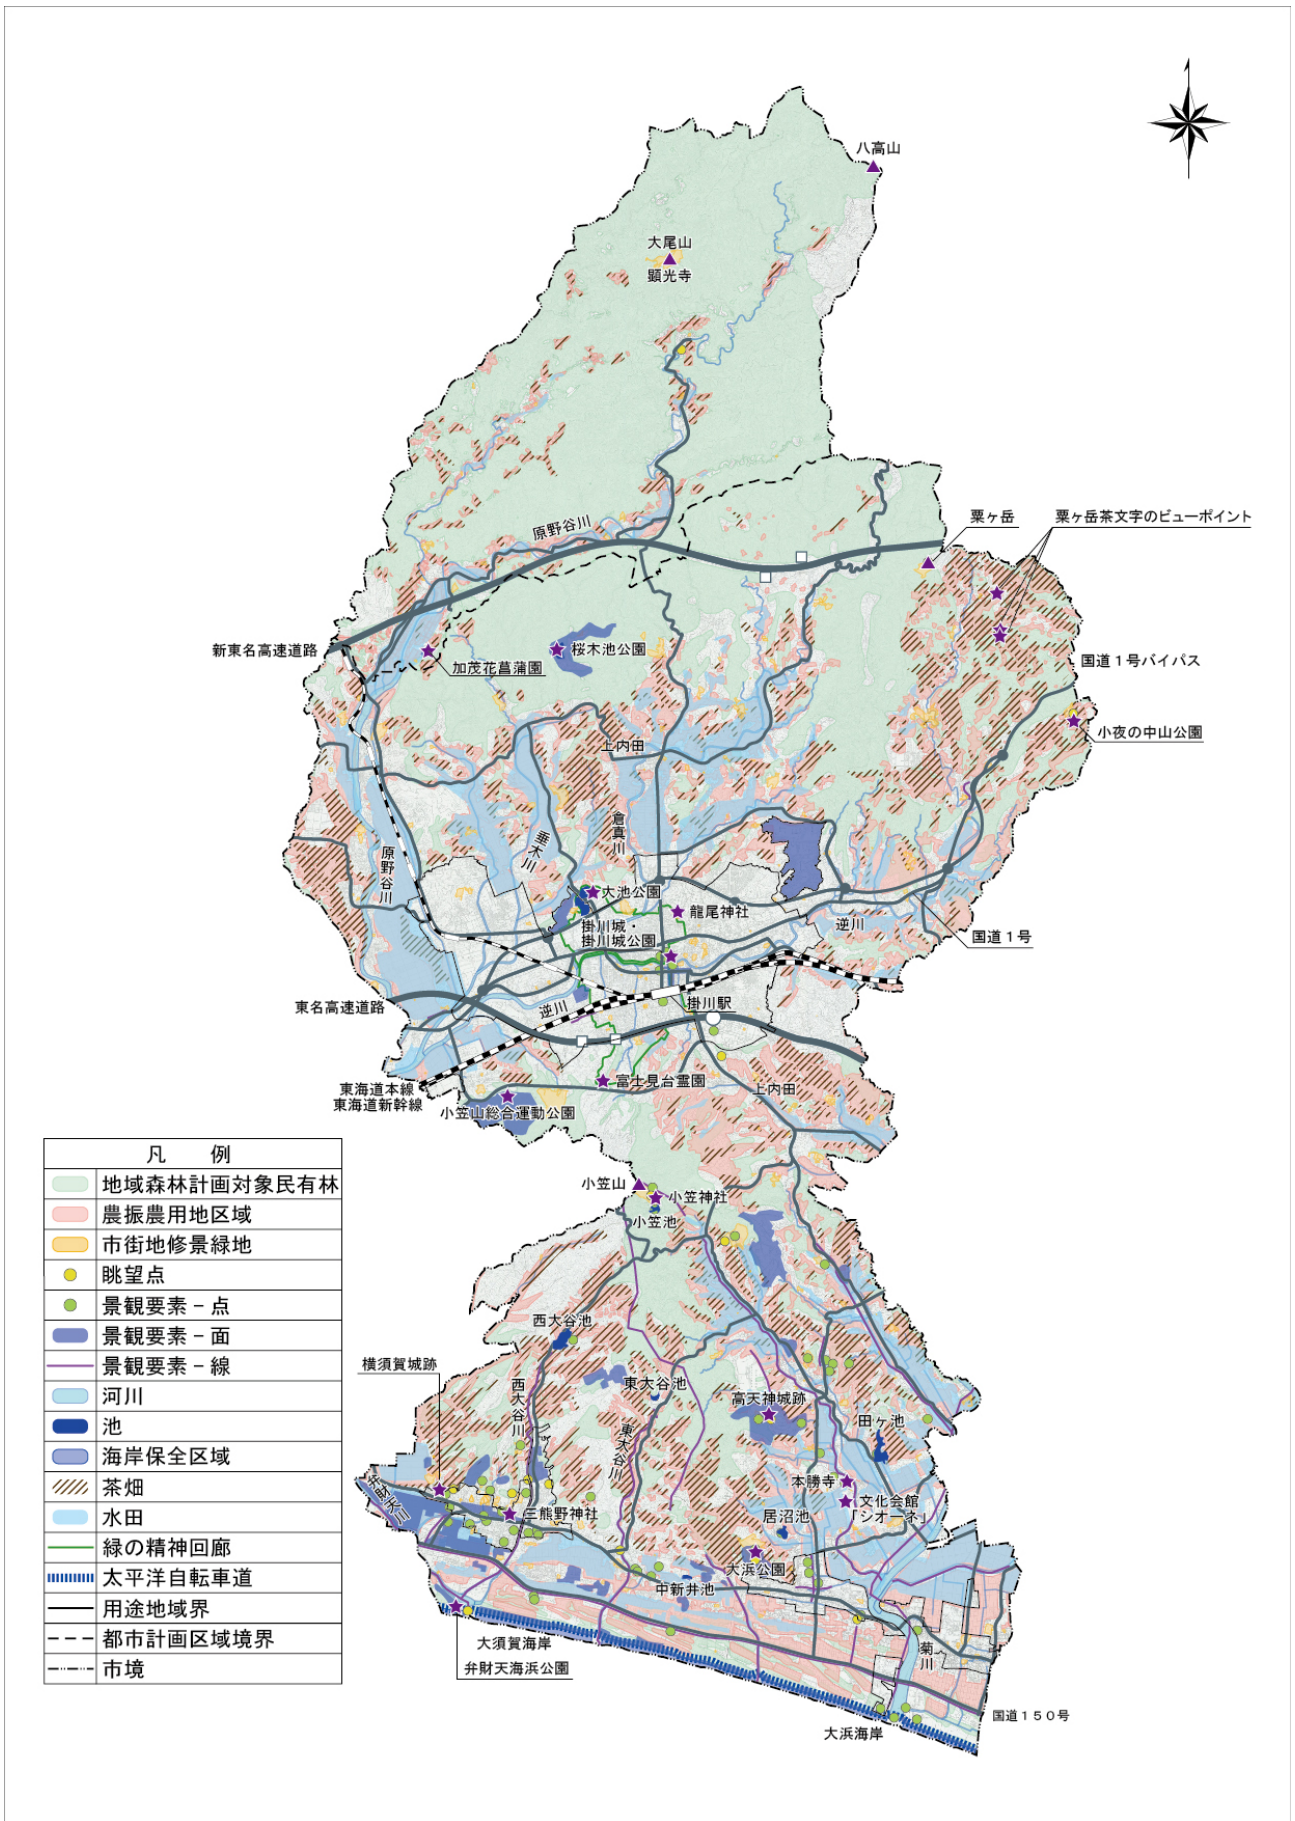 八高山
大尾山
顕光寺
原野谷川
粟ヶ岳
粟ヶ岳茶文字のビューポイント
新東名高速道路
加茂花菖蒲園
桜木池公園
国道1号バイパス
小夜の中山公園
上内田
垂木川
倉真川
原野谷川
大池公園
龍尾神社
掛川城・
掛川城公園
逆川
国道1号
東名高速道路
逆川
掛川駅
東海道本線
東海道新幹線
富士見台霊園
上内田
小笠山総合運動公園
凡 例
地域森林計画対象民有林
農振農用地区域
市街地修景緑地
眺望点
景観要素-点
景観要素-面
景観要素-線
河川
池
海岸保全区域
茶畑
水田
緑の精神回廊
太平洋自転車道
用途地域界
都市計画区域境界
市境
小笠山
小笠神社
小笠池
西大谷池
横須賀城跡
西大谷川
東大谷池
東大谷川
高天神城跡
田ヶ池
弁財天川
三熊野神社
本勝寺
文化会館
「シオーネ」
居沼池
大浜公園
中新井池
大須賀海岸
弁財天海浜公園
菊川
国道150号
大浜海岸